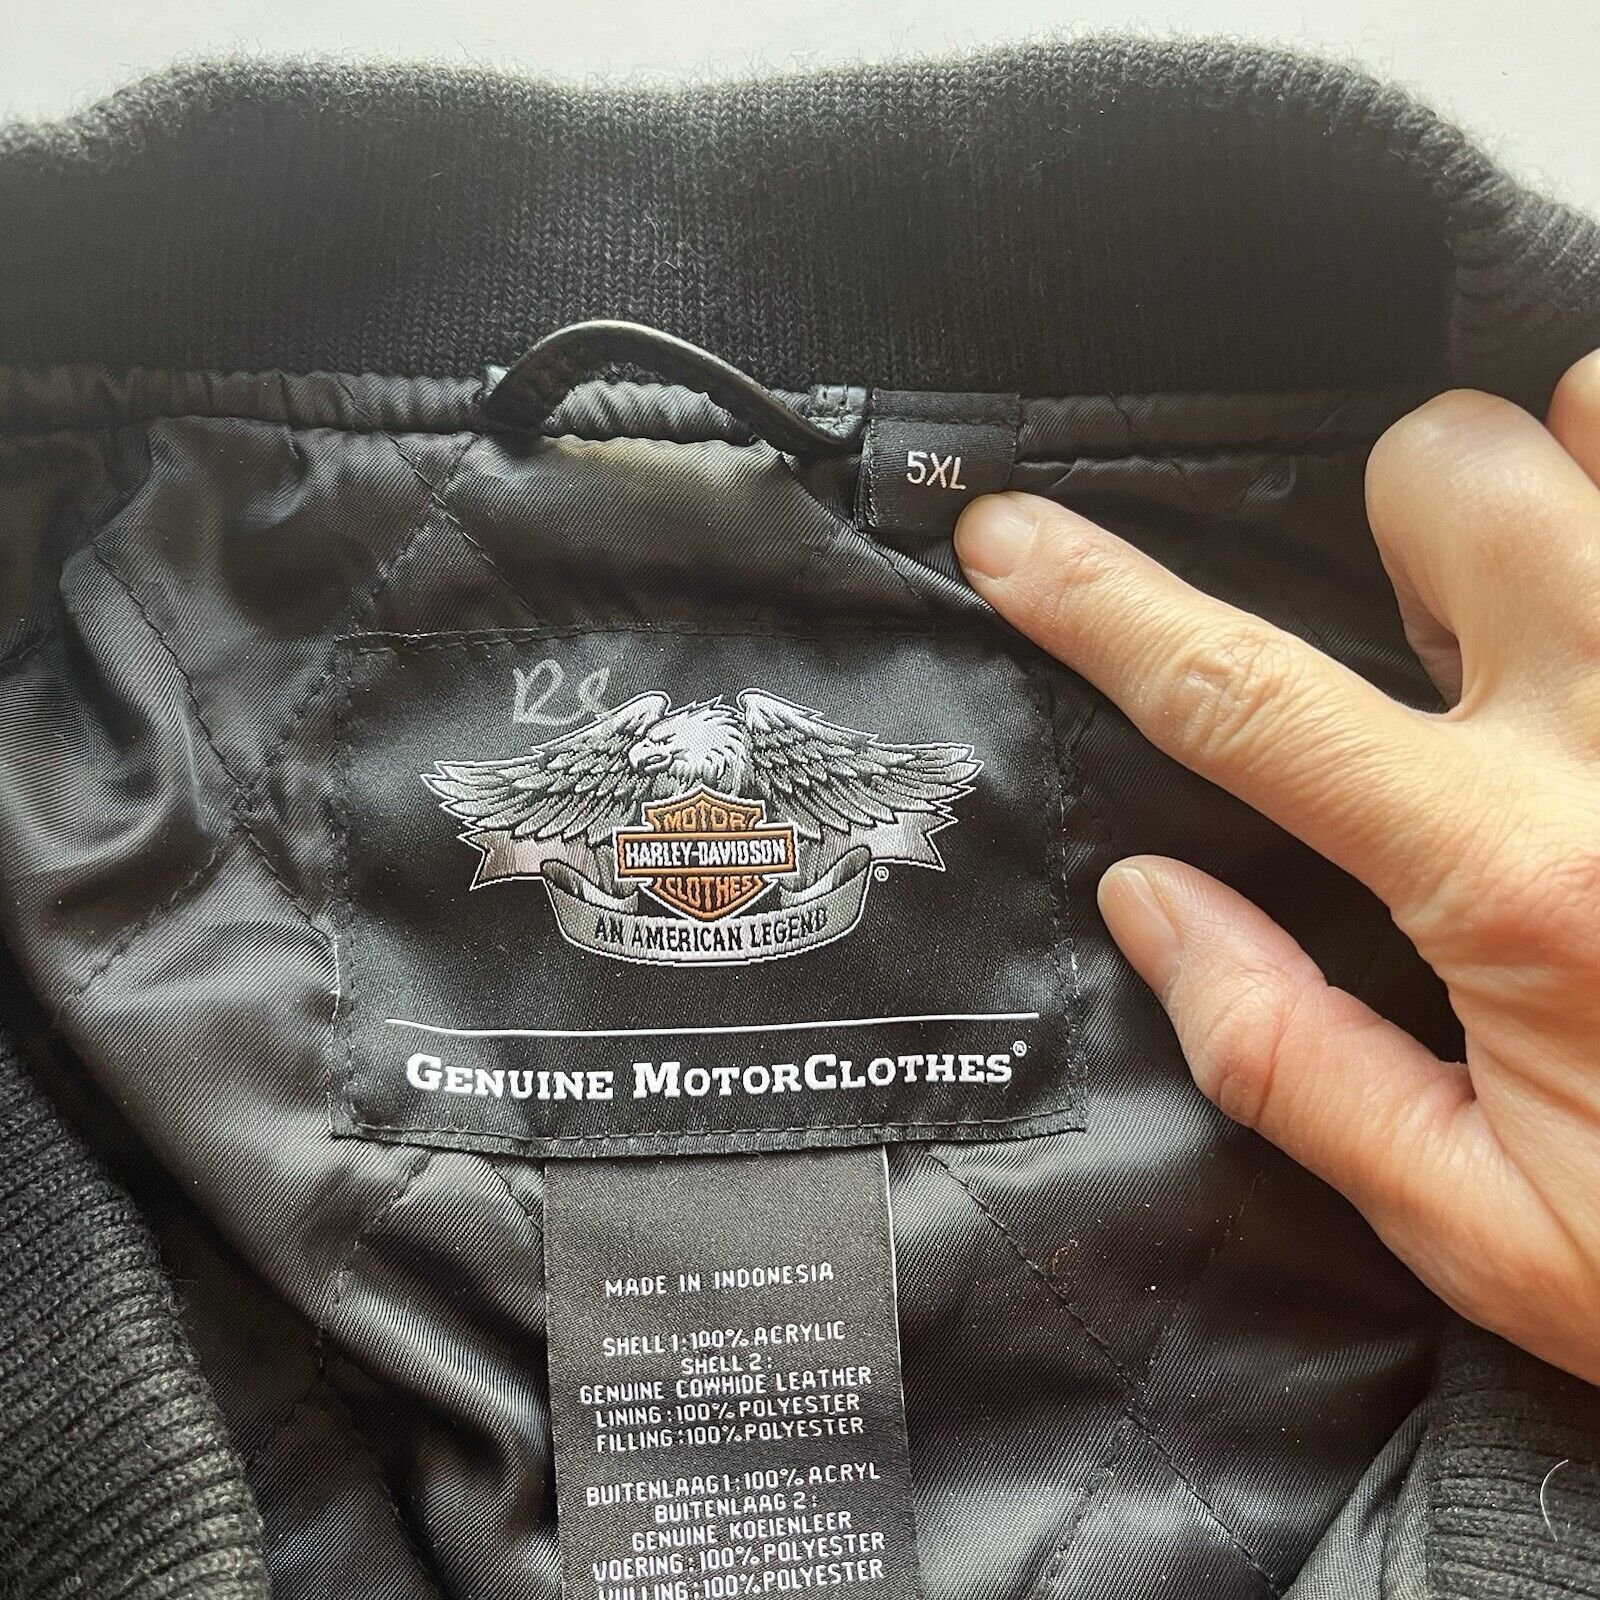 5XL
MOTOR
HARLEY-DAVIDSON
CLOTHES
®
AN AMERICAN LEGEND
GENUINE MOTORCLOTHES®
MADE IN INDONESIA
SHELL 1:100% ACRYLIC
SHELL 2:
GENUINE COWHIDE LEATHER
LINING:100% POLYESTER
FILLING:100% POLYESTER
BUITENLAAG 1:100% ACRYL
BUITENLAAG 2:
GENUINE KOEIENLEER
VOERING:100% POLYESTER
VULLING:100% POLYESTER